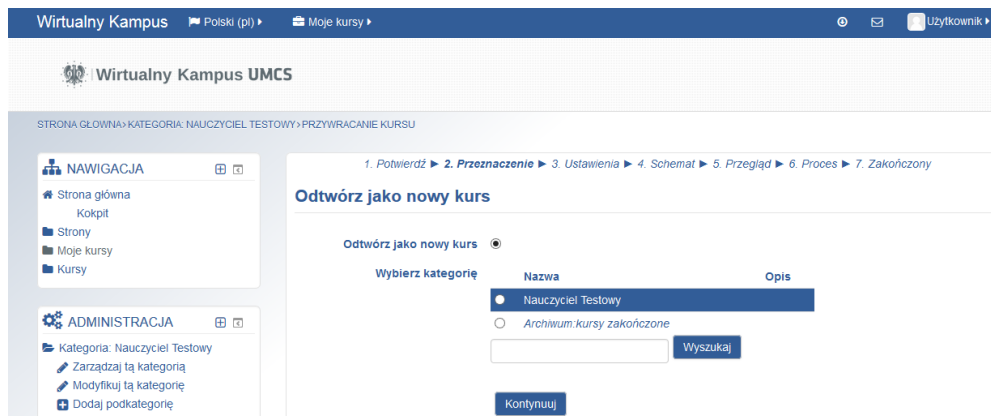 Wirtualny Kampus Polski (pl) Moje kursy Użytkownik
Wirtualny Kampus UMCS
STRONA GŁOWNA› KATEGORIA: NAUCZYCIEL TESTOWY› PRZYWRACANIE KURSU
NAWIGACJA
Strona główna
Kokpit
Strony
Moje kursy
Kursy
ADMINISTRACJA
Kategoria: Nauczyciel Testowy
Zarządzaj tą kategorią
Modyfikuj tą kategorię
Dodaj podkategorię
1. Potwierdź ► 2. Przeznaczenie ► 3. Ustawienia ► 4. Schemat ► 5. Przegląd ► 6. Proces ► 7. Zakończony
Odtwórz jako nowy kurs
Odtwórz jako nowy kurs
Wybierz kategorię
Nazwa Opis
Nauczyciel Testowy
Archiwum:kursy zakończone
Wyszukaj
Kontynuuj